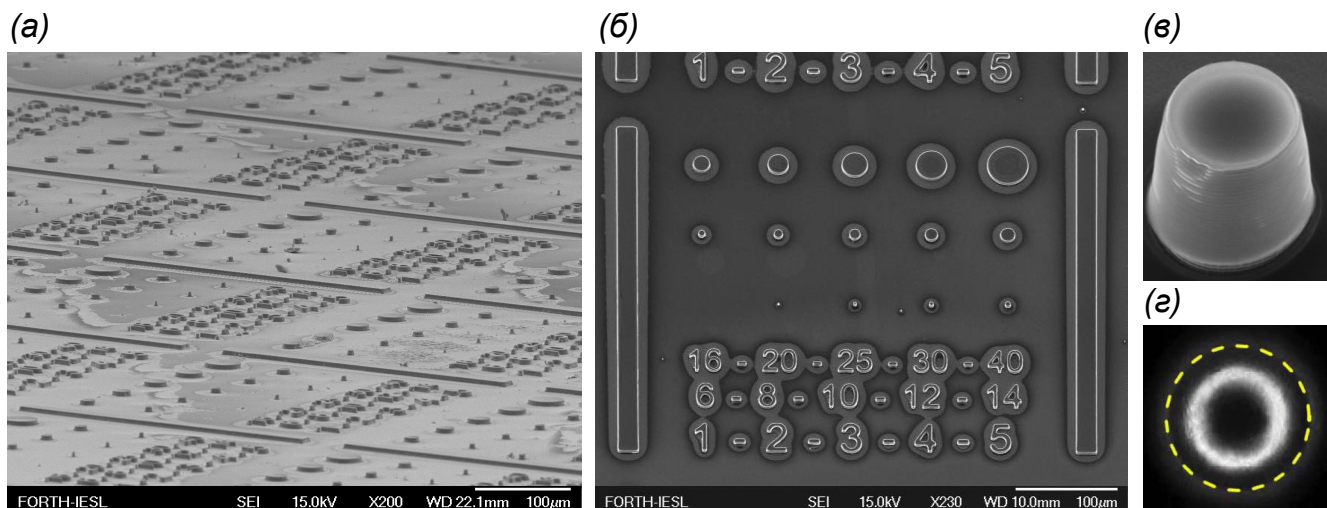 (а)
(б)
(в)
(г)
1 - 2 - 3 - 4 - 5
16 - 20 - 25 - 30 - 40
6 - 8 - 10 - 12 - 14
1 - 2 - 3 - 4 - 5
FORTH-IESL SEI 15.0kV X200 WD 22.1mm 100μm
FORTH-IESL SEI 15.0kV X230 WD 10.0mm 100μm